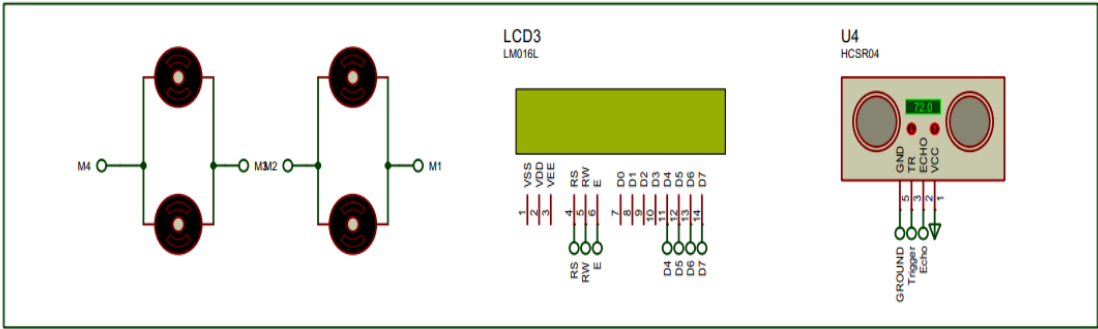 LCD3
LM016L
U4
HCSR04
72.0
M4
M3
M2
M1
VSS
VDD
VEE
RS
RW
E
D0
D1
D2
D3
D4
D5
D6
D7
1
2
3
4
5
6
7
8
9
10
11
12
13
14
RS
RW
E
D4
D5
D6
D7
GND
TR
ECHO
VCC
5
3
2
1
GROUND
Trigger
Echo